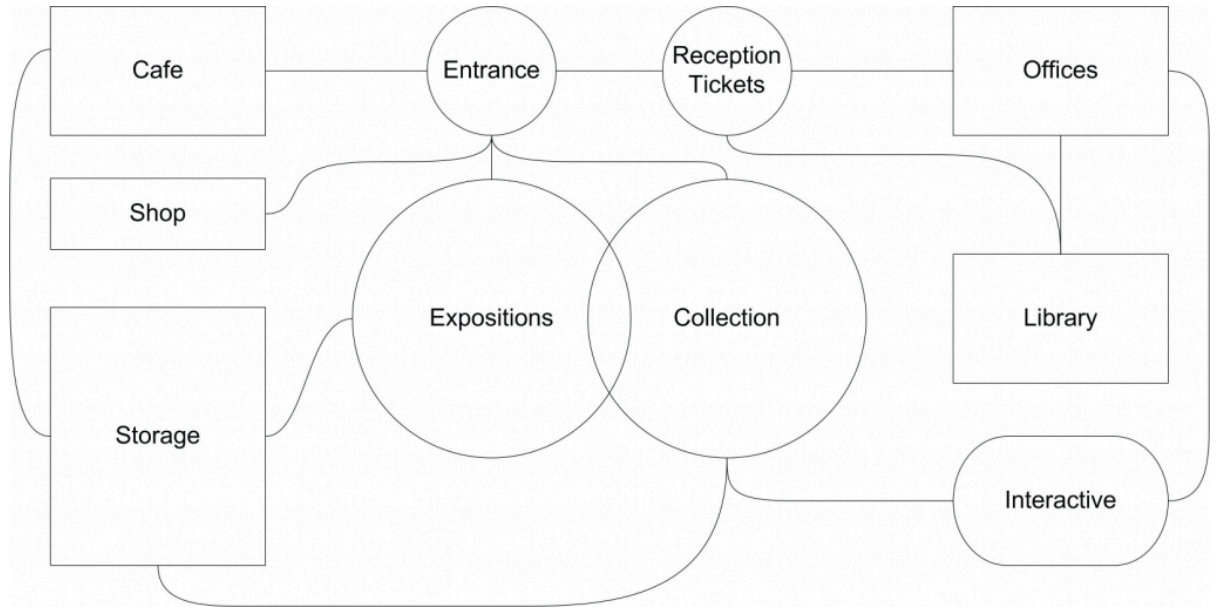 Cafe
Entrance
Reception
Tickets
Offices
Shop
Expositions
Collection
Library
Storage
Interactive